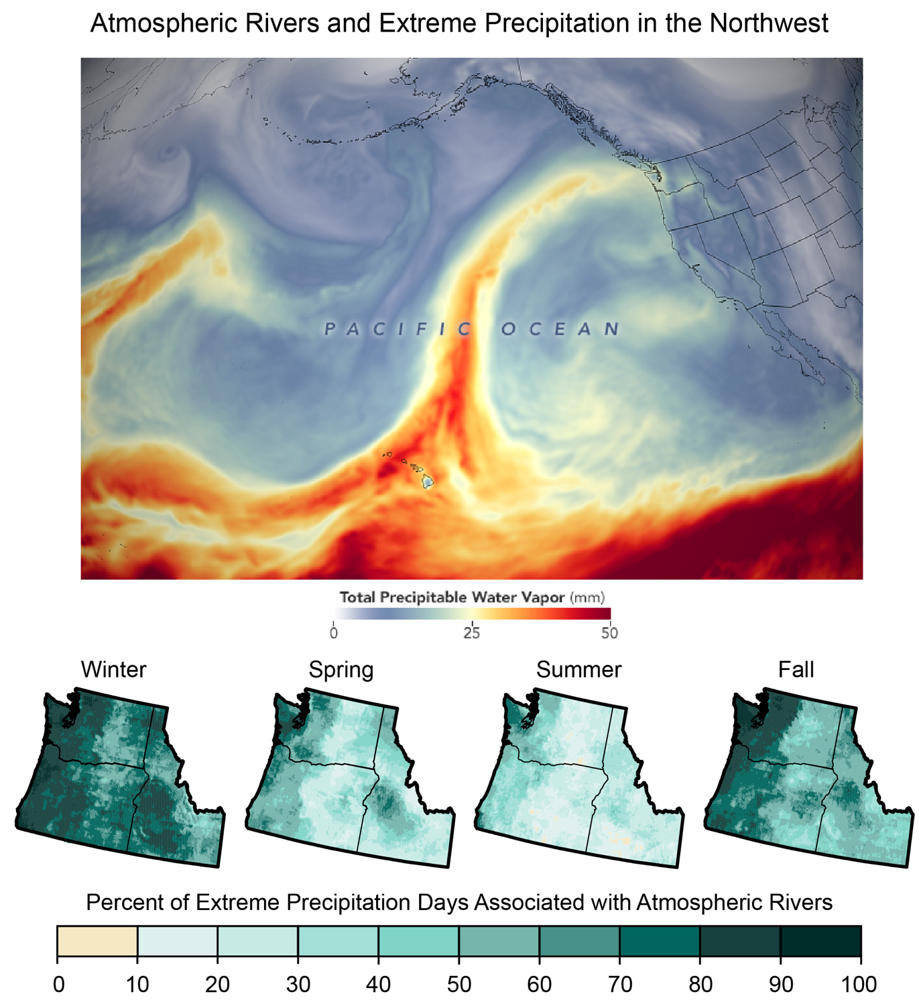 Atmospheric Rivers and Extreme Precipitation in the Northwest
PACIFIC OCEAN
Total Precipitable Water Vapor (mm)
0 25 50
Winter Spring Summer Fall
Percent of Extreme Precipitation Days Associated with Atmospheric Rivers
0 10 20 30 40 50 60 70 80 90 100